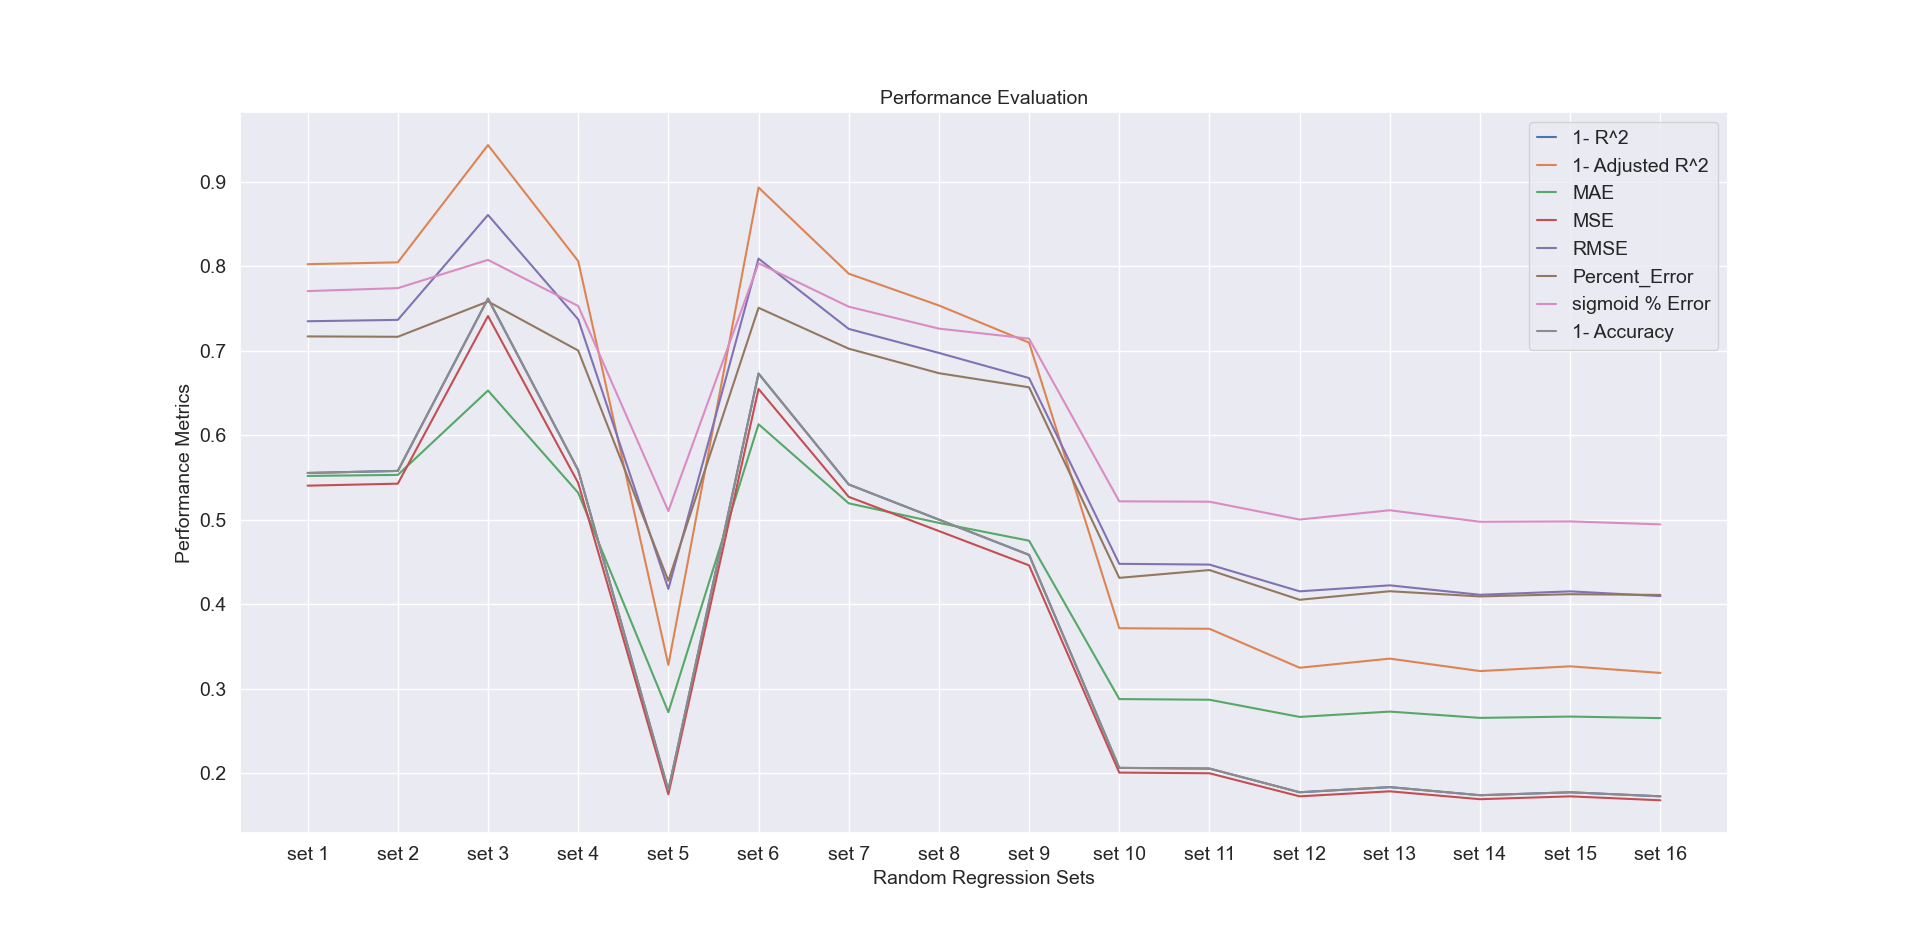 Performance Evaluation
1- R^2
1- Adjusted R^2
MAE
MSE
RMSE
Percent_Error
sigmoid % Error
1- Accuracy
Performance Metrics
0.9
0.8
0.7
0.6
0.5
0.4
0.3
0.2
set 1 set 2 set 3 set 4 set 5 set 6 set 7 set 8 set 9 set 10 set 11 set 12 set 13 set 14 set 15 set 16
Random Regression Sets